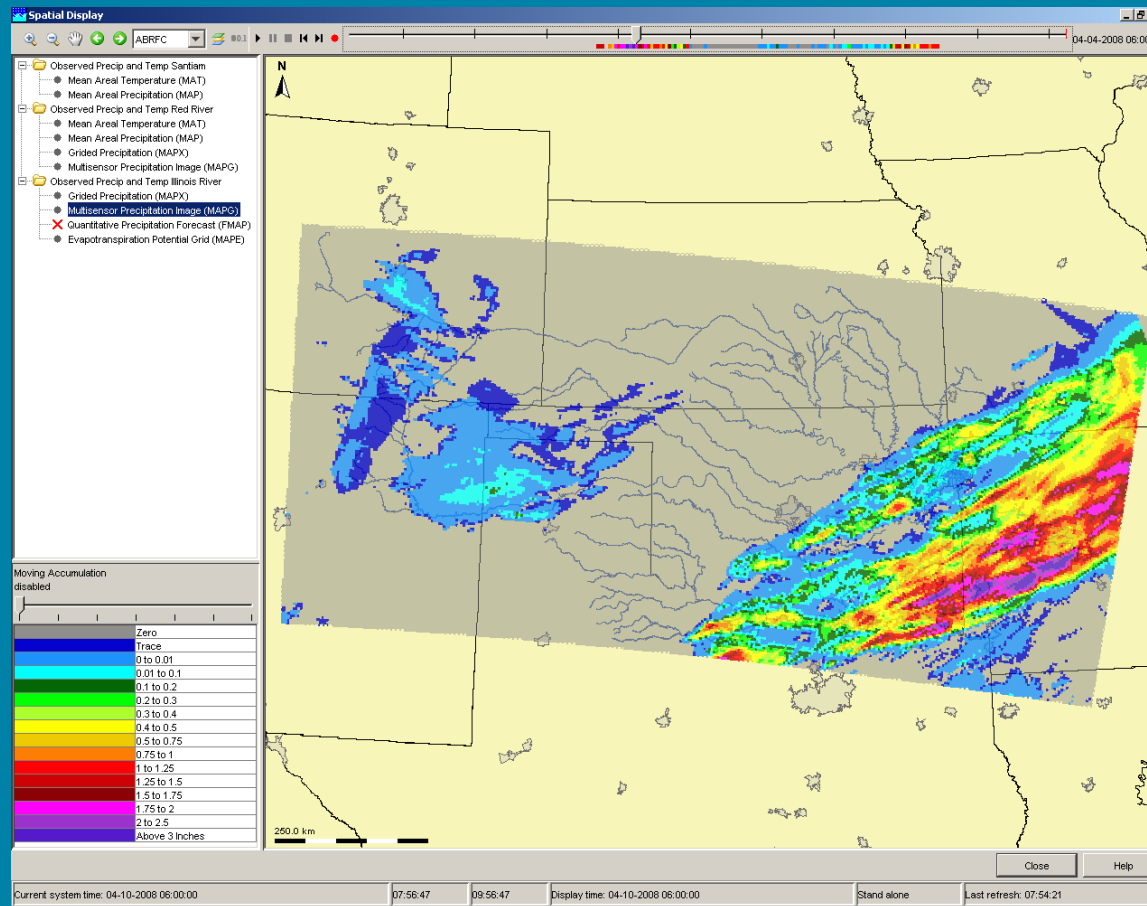 Spatial Display
ABRFC
0.1
04-04-2008 06:00
Observed Precip and Temp Santiam
Mean Areal Temperature (MAT)
Mean Areal Precipitation (MAP)
Observed Precip and Temp Red River
Mean Areal Temperature (MAT)
Mean Areal Precipitation (MAP)
Grided Precipitation (MAPX)
Multisensor Precipitation Image (MAPG)
Observed Precip and Temp Illinois River
Grided Precipitation (MAPX)
Multisensor Precipitation Image (MAPG)
Quantitative Precipitation Forecast (FMAP)
Evapotranspiration Potential Grid (MAPE)
N
Moving Accumulation
disabled
Zero
Trace
0 to 0.01
0.01 to 0.1
0.1 to 0.2
0.2 to 0.3
0.3 to 0.4
0.4 to 0.5
0.5 to 0.75
0.75 to 1
1 to 1.25
1.25 to 1.5
1.5 to 1.75
1.75 to 2
2 to 2.5
Above 3 Inches
250.0 km
Close
Help
Current system time: 04-10-2008 06:00:00
07:56:47
09:56:47
Display time: 04-10-2008 06:00:00
Stand alone
Last refresh: 07:54:21